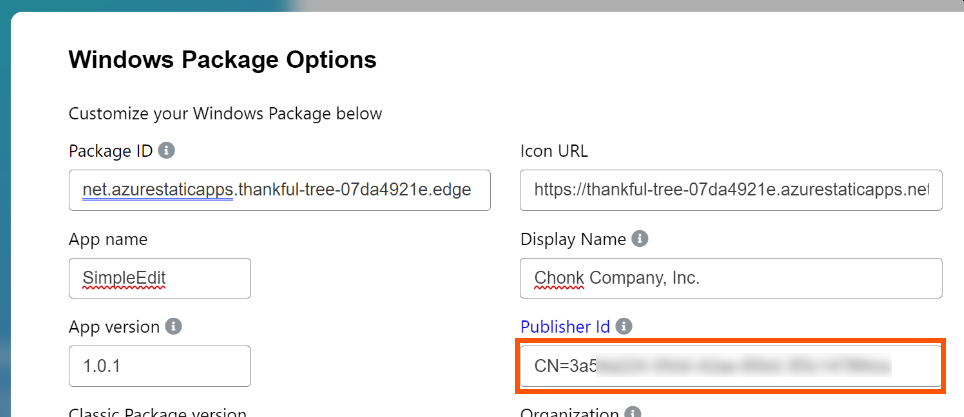 Windows Package Options
Customize your Windows Package below
Package ID
Icon URL
net.azurestaticapps.thankful-tree-07da4921e.edge
https://thankful-tree-07da4921e.azurestaticapps.net
App name
Display Name
SimpleEdit
Chonk Company, Inc.
App version
Publisher Id
1.0.1
CN=3a5
Classic Package version
Organization